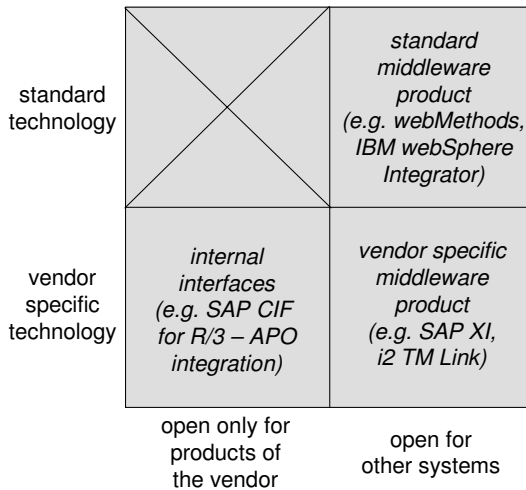 standard
technology
standard
middleware
product
(e.g. webMethods,
IBM webSphere
Integrator)
vendor
specific
technology
internal
interfaces
(e.g. SAP CIF
for R/3 – APO
integration)
vendor specific
middleware
product
(e.g. SAP XI,
i2 TM Link)
open only for
products of
the vendor
open for
other systems